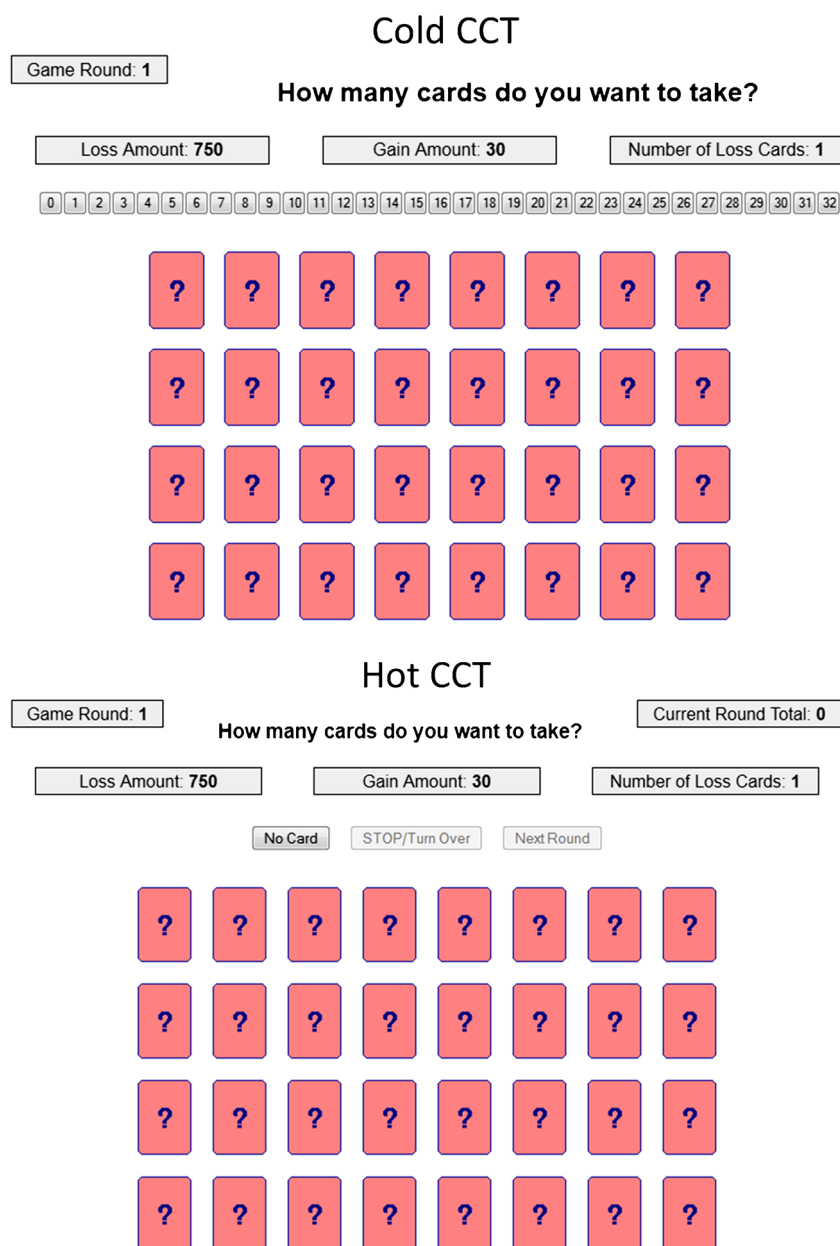 Cold CCT
Game Round: 1
How many cards do you want to take?
Loss Amount: 750 Gain Amount: 30 Number of Loss Cards: 1
0 1 2 3 4 5 6 7 8 9 10 11 12 13 14 15 16 17 18 19 20 21 22 23 24 25 26 27 28 29 30 31 32
? ? ? ? ? ? ? ?
? ? ? ? ? ? ? ?
? ? ? ? ? ? ? ?
? ? ? ? ? ? ? ?
Hot CCT
Game Round: 1 Current Round Total: 0
How many cards do you want to take?
Loss Amount: 750 Gain Amount: 30 Number of Loss Cards: 1
No Card STOP/Turn Over Next Round
? ? ? ? ? ? ? ?
? ? ? ? ? ? ? ?
? ? ? ? ? ? ? ?
? ? ? ? ? ? ? ?